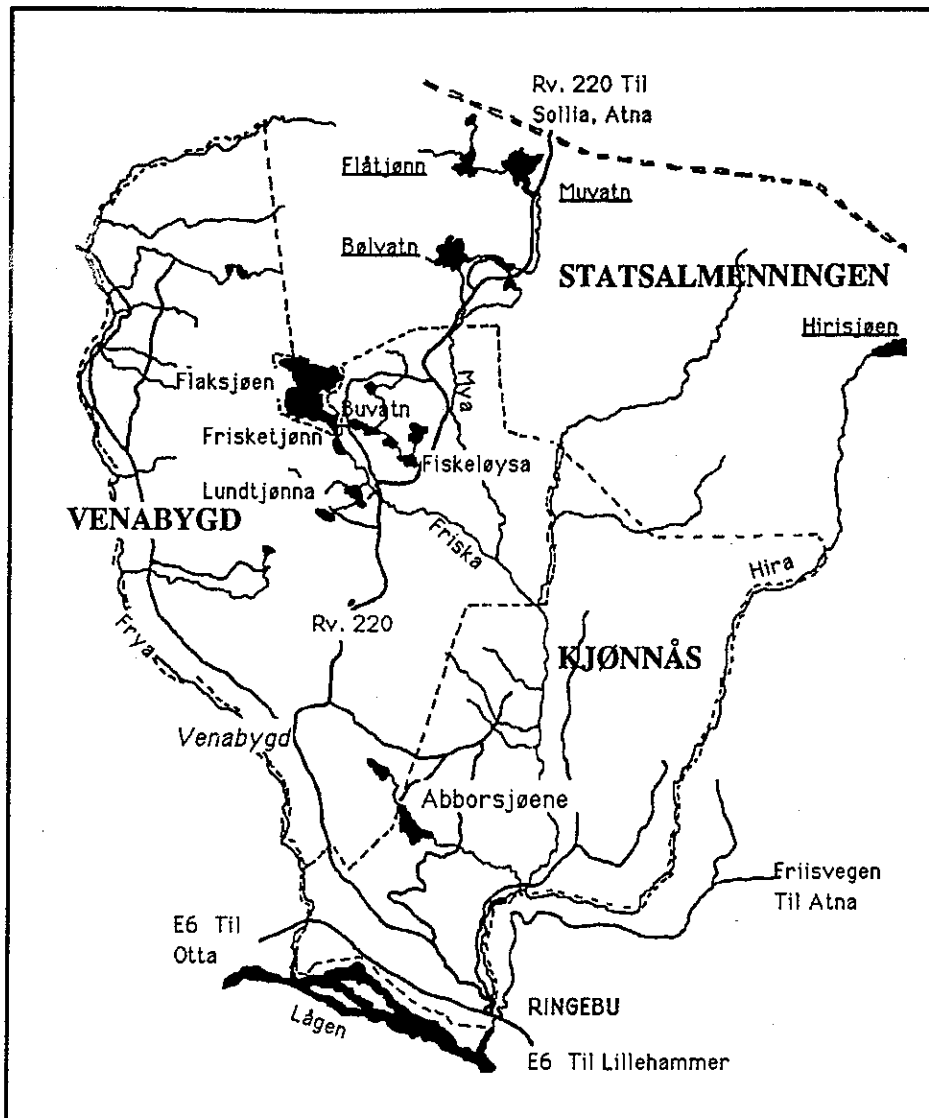 Rv. 220 Til
Sollia, Atna
Flåtjønn
Muvatn
Bølvatn
STATSALMENNINGEN
Hirisjøen
Flaksjøen
Mya
Buvatn
Frisketjønn
Fiskeløysa
Lundtjønna
VENABYGD
Friska
Hira
Rv. 220
Frya
KJØNNÅS
Venabygd
Abborsjøene
Friisvegen
Til Atna
E6 Til
Otta
Lågen
RINGEBU
E6 Til Lillehammer